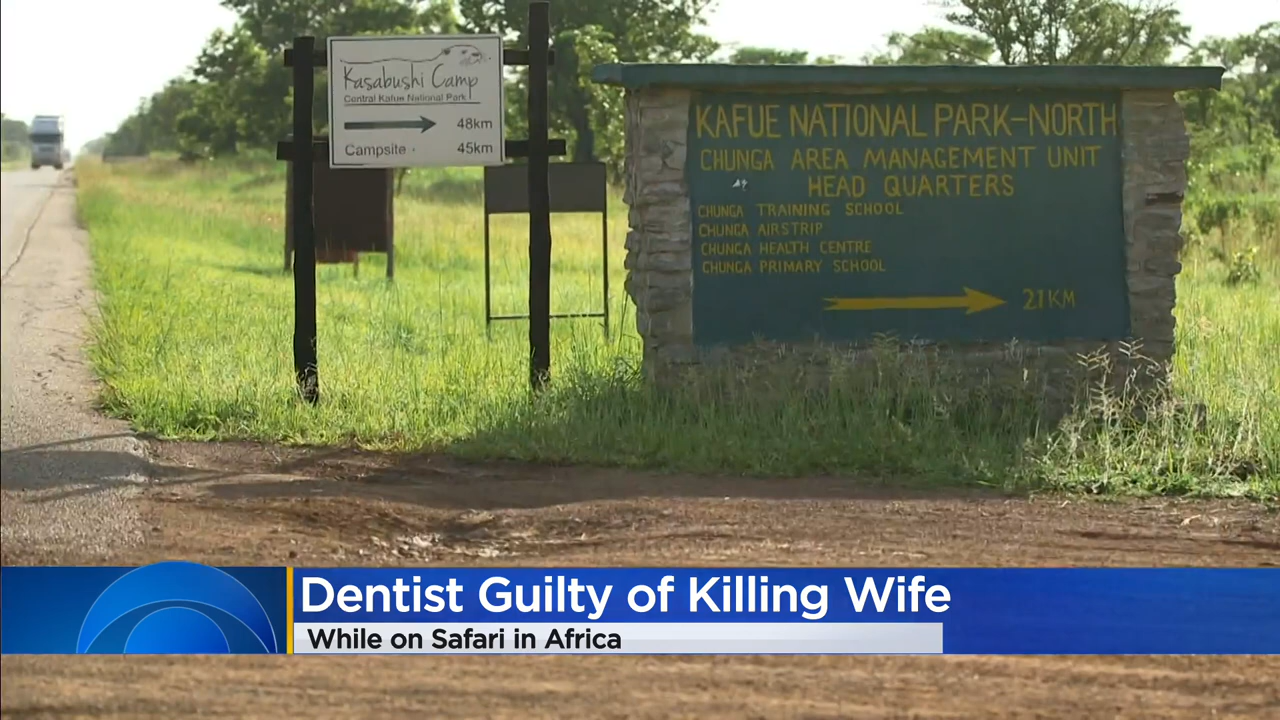 Kasabushi Camp
Central Kafue National Park
48km
Campsite · 45km
KAFUE NATIONAL PARK-NORTH
CHUNGA AREA MANAGEMENT UNIT
HEAD QUARTERS
CHUNGA TRAINING SCHOOL
CHUNGA AIRSTRIP
CHUNGA HEALTH CENTRE
CHUNGA PRIMARY SCHOOL
21KM
Dentist Guilty of Killing Wife
While on Safari in Africa